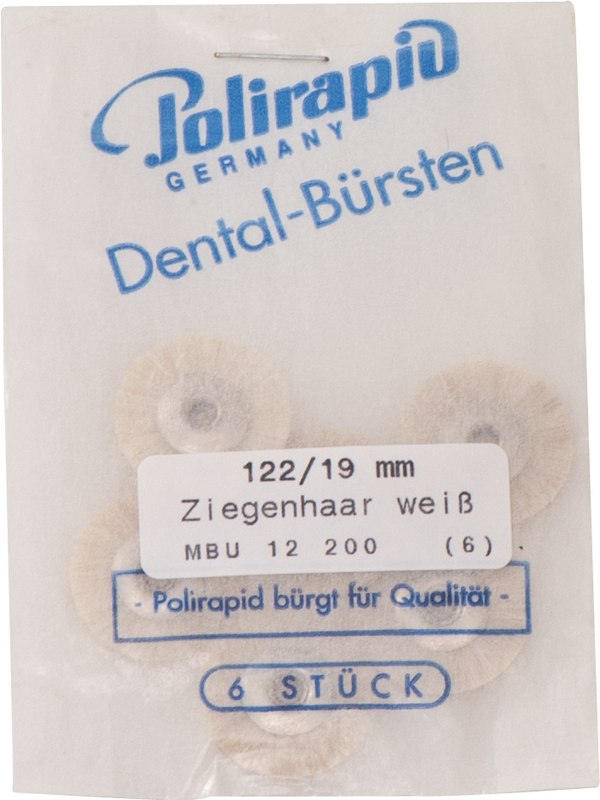 Polirapid
GERMANY
Dental-Bürsten
122/19 mm
Ziegenhaar weiß
MBU 12 200 (6)
- Polirapid bürgt für Qualität -
6 STÜCK